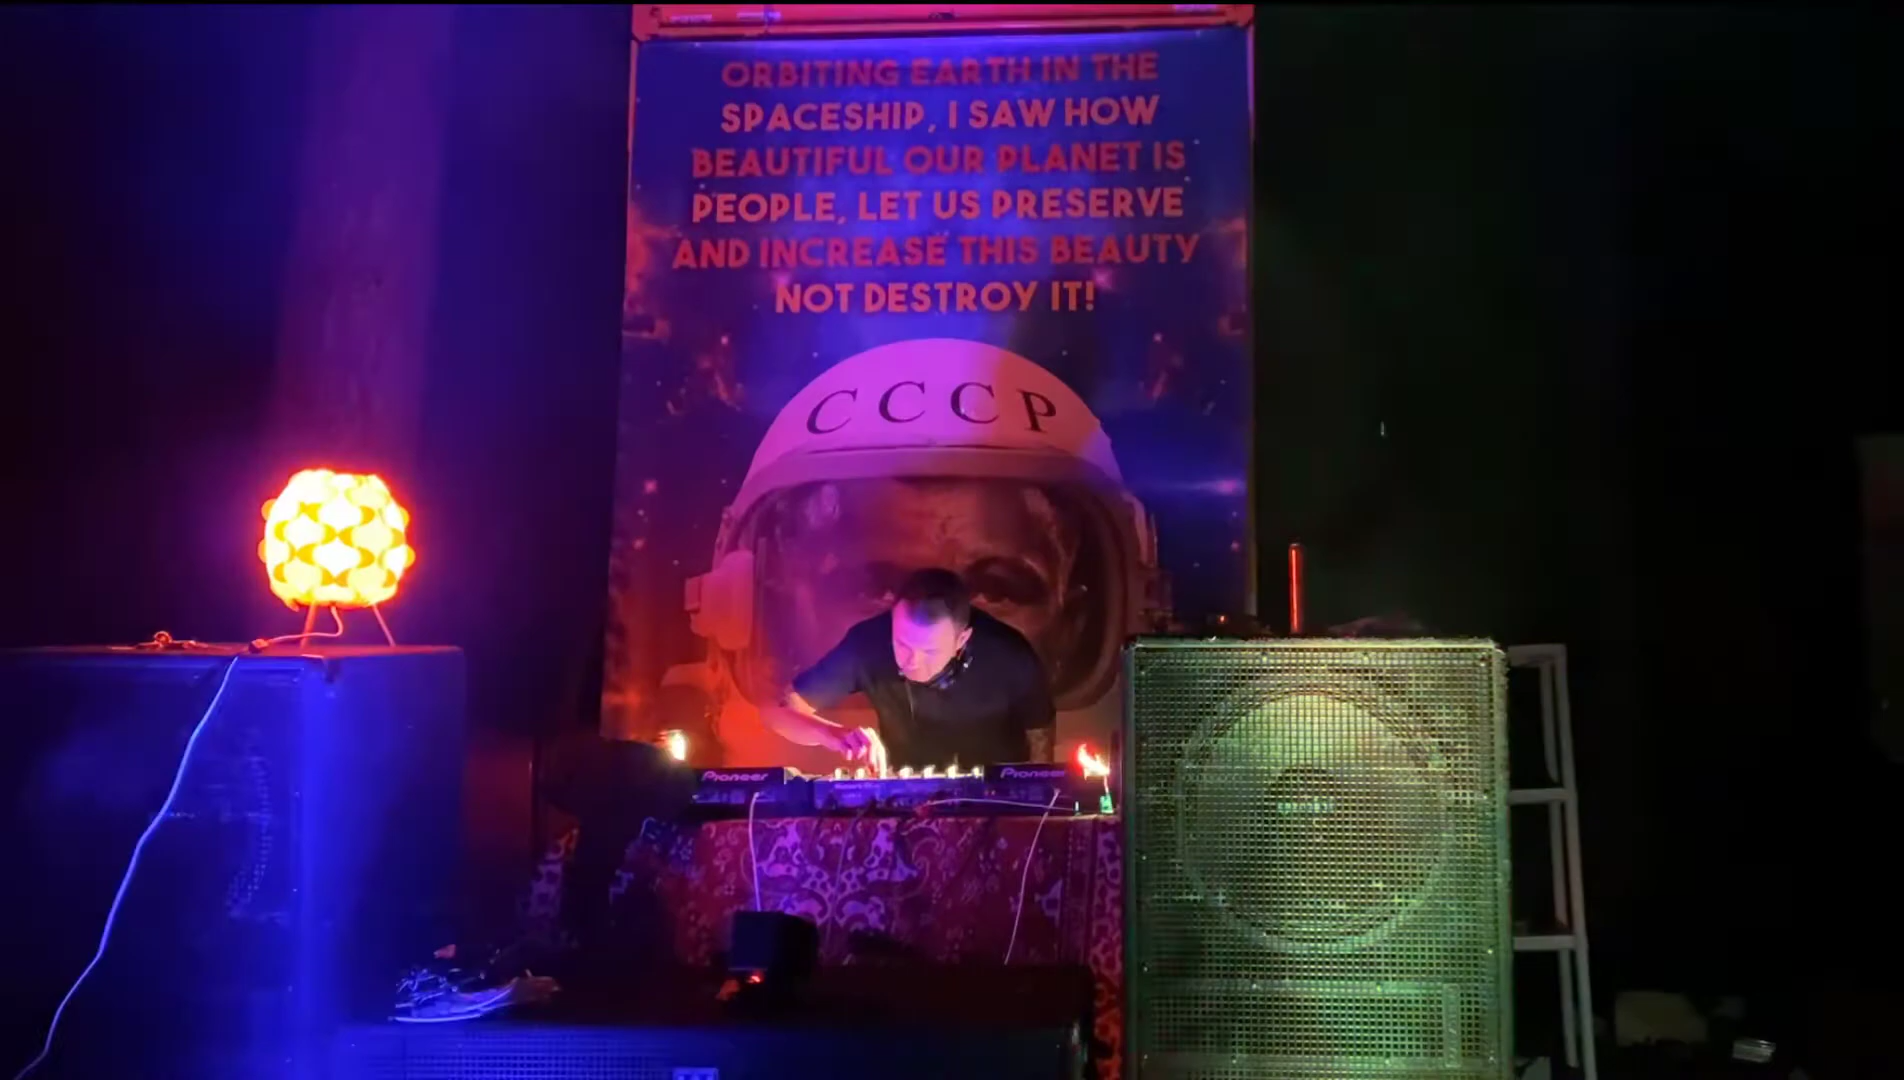 ORBITING EARTH IN THE
SPACESHIP, I SAW HOW
BEAUTIFUL OUR PLANET IS
PEOPLE, LET US PRESERVE
AND INCREASE THIS BEAUTY
NOT DESTROY IT!
СССР
Pioneer
Pioneer